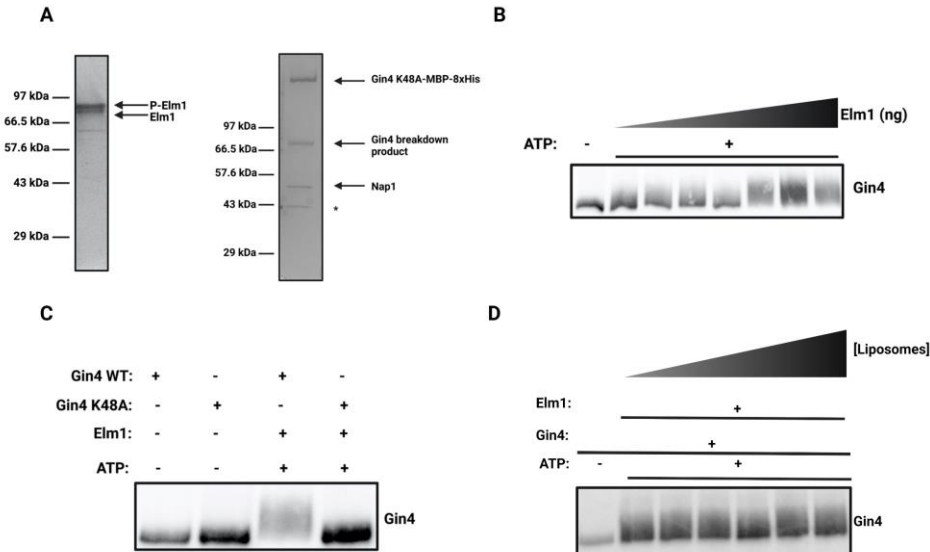 A
97 kDa
66.5 kDa
57.6 kDa
43 kDa
29 kDa
P-Elm1
Elm1
97 kDa
66.5 kDa
57.6 kDa
43 kDa
29 kDa
Gin4 K48A-MBP-8xHis
Gin4 breakdown
product
Nap1
*
B
Elm1 (ng)
ATP: - +
Gin4
C
Gin4 WT: + - + -
Gin4 K48A: - + - +
Elm1: - - + +
ATP: - - + +
Gin4
D
[Liposomes]
Elm1: +
Gin4: +
ATP: - +
Gin4